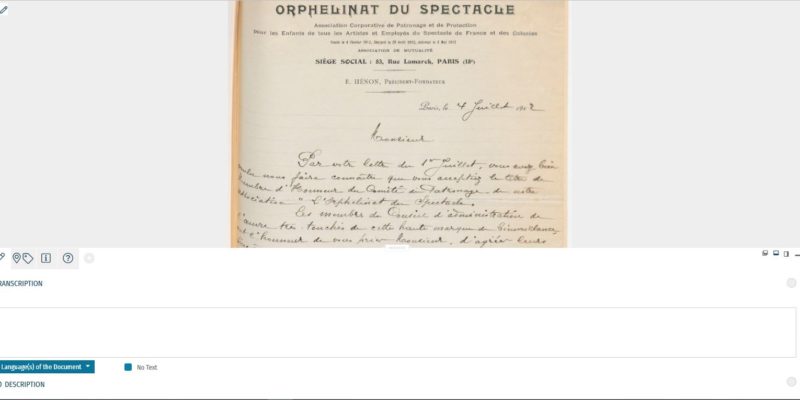 ORPHELINAT DU SPECTACLE
Association Corporative de Patronage et de Protection
Pour les Enfants de tous les Artistes et Employés du Spectacle de France et des Colonies
ASSOCIATION DE MUTUALITÉ
SIÈGE SOCIAL : 83, Rue Lamarck, PARIS (18e)
E. HÉNON, PRÉSIDENT-FONDATEUR
Paris, le 4 Juillet 1912
Monsieur
Par votre lettre du 1er Juillet, vous avez bien
voulu nous faire connaître que vous acceptiez le titre de
Membre d'Honneur du Comité de Patronage de notre
association "L'Orphelinat du Spectacle.
Les membres du Conseil d'administration de
l'œuvre très touchés de cette haute marque de bienveillance,
ont l'honneur de vous prier Monsieur, d'agréer leurs
TRANSCRIPTION
Language(s) of the Document
No Text
DESCRIPTION